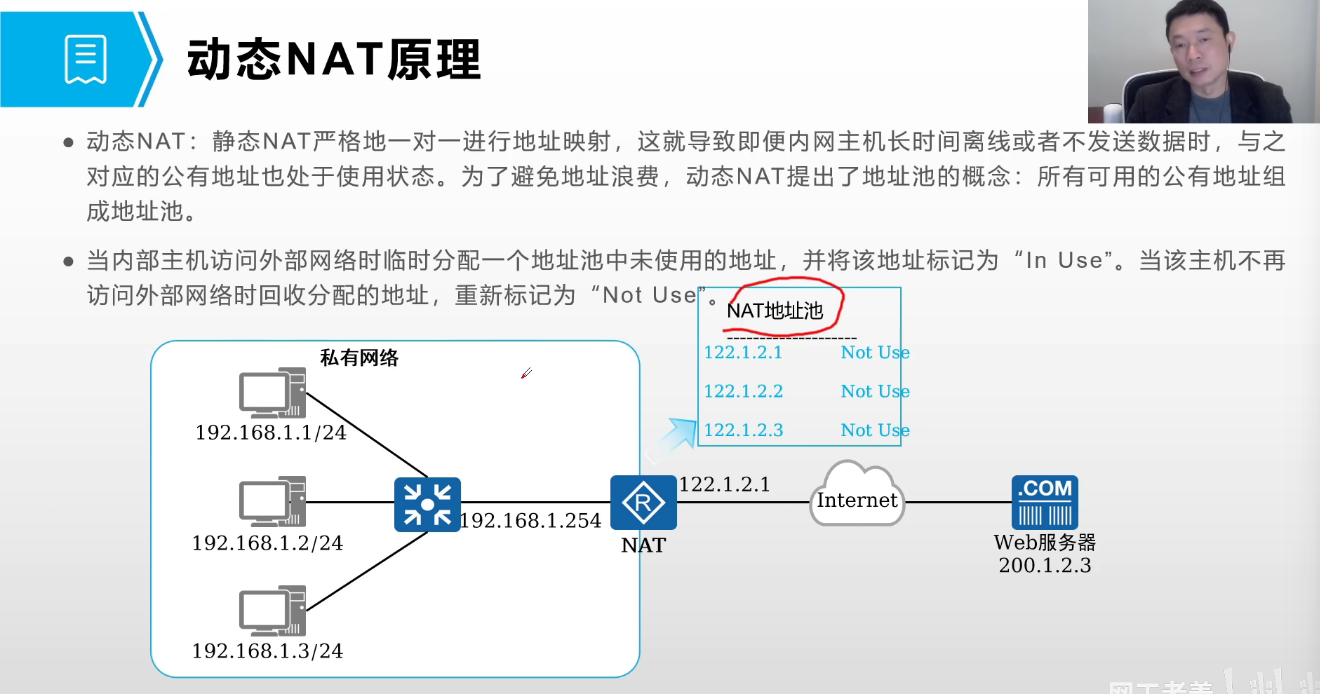 动态NAT原理
● 动态NAT：静态NAT严格地一对一进行地址映射，这就导致即便内网主机长时间离线或者不发送数据时，与之
对应的公有地址也处于使用状态。为了避免地址浪费，动态NAT提出了地址池的概念：所有可用的公有地址组
成地址池。
● 当内部主机访问外部网络时临时分配一个地址池中未使用的地址，并将该地址标记为“In Use”。当该主机不再
访问外部网络时回收分配的地址，重新标记为“Not Use”。
NAT地址池
--------------------
122.1.2.1 Not Use
122.1.2.2 Not Use
122.1.2.3 Not Use
私有网络
192.168.1.1/24
192.168.1.2/24
192.168.1.3/24
192.168.1.254
R
NAT
122.1.2.1
Internet
.COM
Web服务器
200.1.2.3